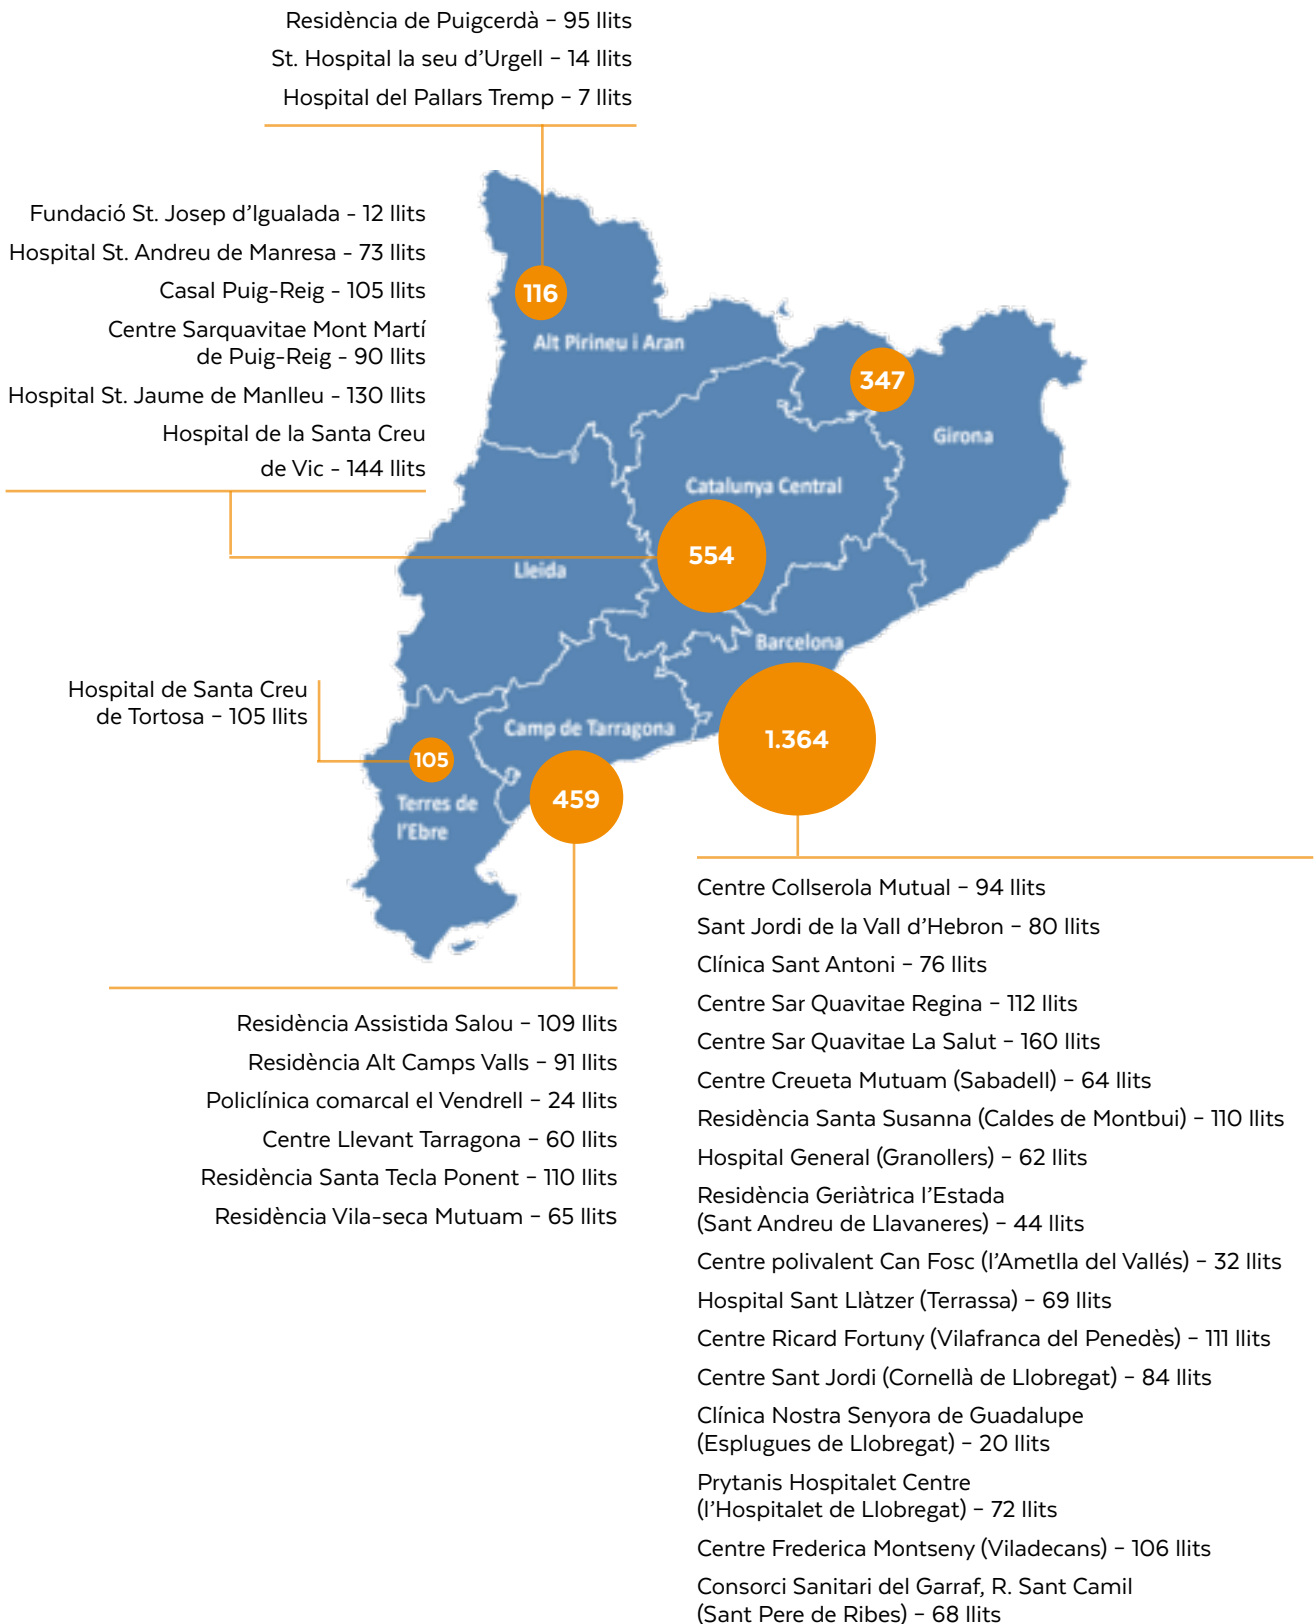 Residència de Puigcerdà – 95 llits
St. Hospital la seu d’Urgell – 14 llits
Hospital del Pallars Tremp – 7 llits
Fundació St. Josep d’Igualada - 12 llits
Hospital St. Andreu de Manresa - 73 llits
Casal Puig-Reig - 105 llits
Centre Sarquavitae Mont Martí
de Puig-Reig - 90 llits
Hospital St. Jaume de Manlleu - 130 llits
Hospital de la Santa Creu
de Vic - 144 llits
116
Alt Pirineu i Aran
347
Girona
Catalunya Central
554
Lleida
Barcelona
Hospital de Santa Creu
de Tortosa – 105 llits
Camp de Tarragona
1.364
105
459
Terres de
l’Ebre
Residència Assistida Salou – 109 llits
Residència Alt Camps Valls – 91 llits
Policlínica comarcal el Vendrell – 24 llits
Centre Llevant Tarragona – 60 llits
Residència Santa Tecla Ponent – 110 llits
Residència Vila-seca Mutuam – 65 llits
Centre Collserola Mutual – 94 llits
Sant Jordi de la Vall d’Hebron – 80 llits
Clínica Sant Antoni – 76 llits
Centre Sar Quavitae Regina – 112 llits
Centre Sar Quavitae La Salut – 160 llits
Centre Creueta Mutuam (Sabadell) – 64 llits
Residència Santa Susanna (Caldes de Montbui) – 110 llits
Hospital General (Granollers) – 62 llits
Residència Geriàtrica l’Estada
(Sant Andreu de Llavaneres) – 44 llits
Centre polivalent Can Fosc (l’Ametlla del Vallés) – 32 llits
Hospital Sant Llàtzer (Terrassa) – 69 llits
Centre Ricard Fortuny (Vilafranca del Penedès) – 111 llits
Centre Sant Jordi (Cornellà de Llobregat) – 84 llits
Clínica Nostra Senyora de Guadalupe
(Esplugues de Llobregat) – 20 llits
Prytanis Hospitalet Centre
(l’Hospitalet de Llobregat) – 72 llits
Centre Frederica Montseny (Viladecans) – 106 llits
Consorci Sanitari del Garraf, R. Sant Camil
(Sant Pere de Ribes) – 68 llits